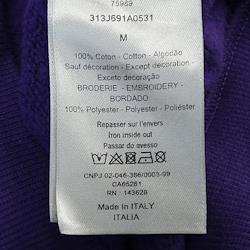 75989
313J691A0531
M
100% Coton - Cotton - Algodão
Sauf décoration - Except decoration -
Exceto decoração
BRODERIE - EMBROIDERY -
BORDADO
100% Polyester - Polyester - Poliéster
Repasser sur l'envers
Iron inside out
Passar do avesso
CNPJ 02-046-356/0003-99
CA65281
RN : 143628
Made In ITALY
ITALIA